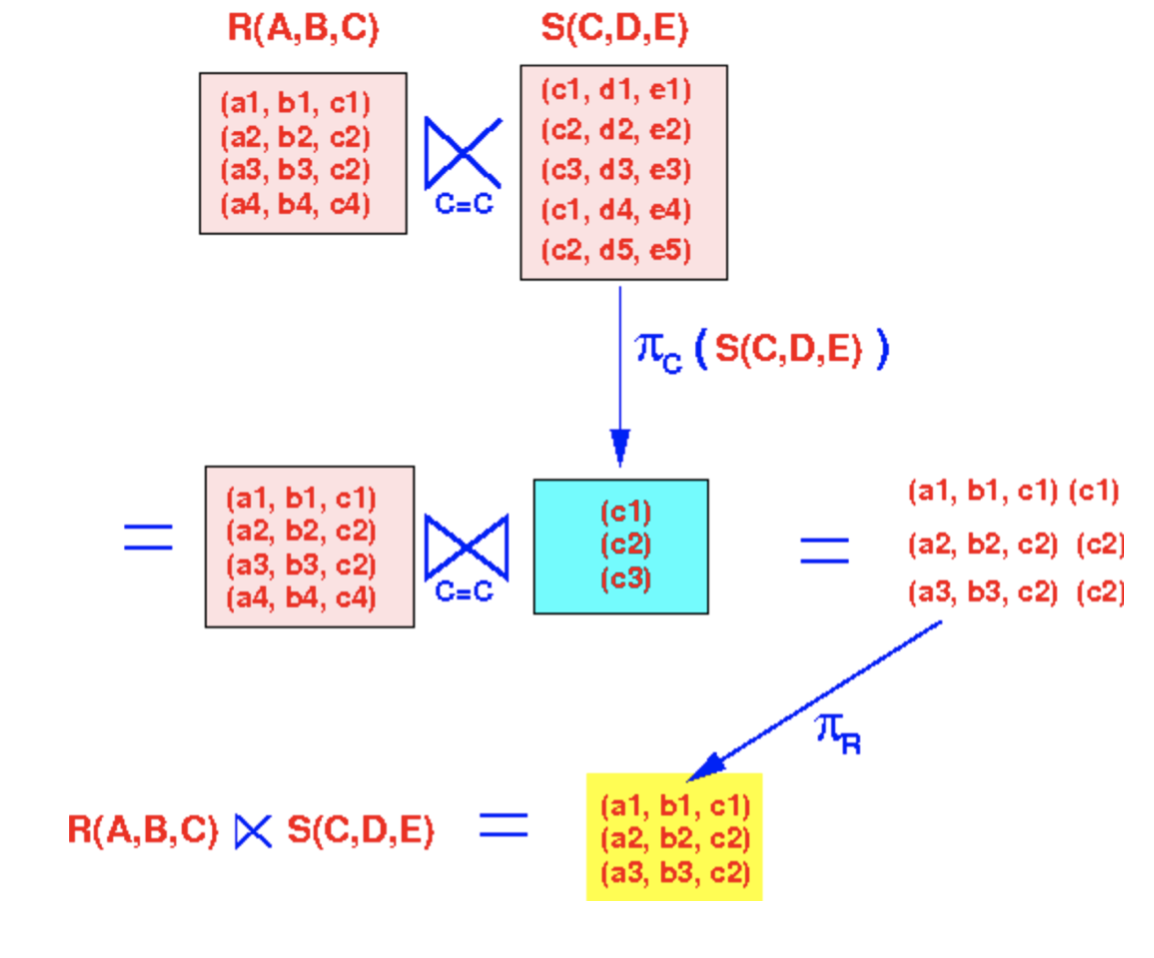 R(A,B,C) S(C,D,E)
(a1, b1, c1)
(a2, b2, c2)
(a3, b3, c2)
(a4, b4, c4)
⋉
C=C
(c1, d1, e1)
(c2, d2, e2)
(c3, d3, e3)
(c1, d4, e4)
(c2, d5, e5)
π_C ( S(C,D,E) )
=
(a1, b1, c1)
(a2, b2, c2)
(a3, b3, c2)
(a4, b4, c4)
⋈
C=C
(c1)
(c2)
(c3)
=
(a1, b1, c1) (c1)
(a2, b2, c2) (c2)
(a3, b3, c2) (c2)
π_R
R(A,B,C) ⋉ S(C,D,E) =
(a1, b1, c1)
(a2, b2, c2)
(a3, b3, c2)